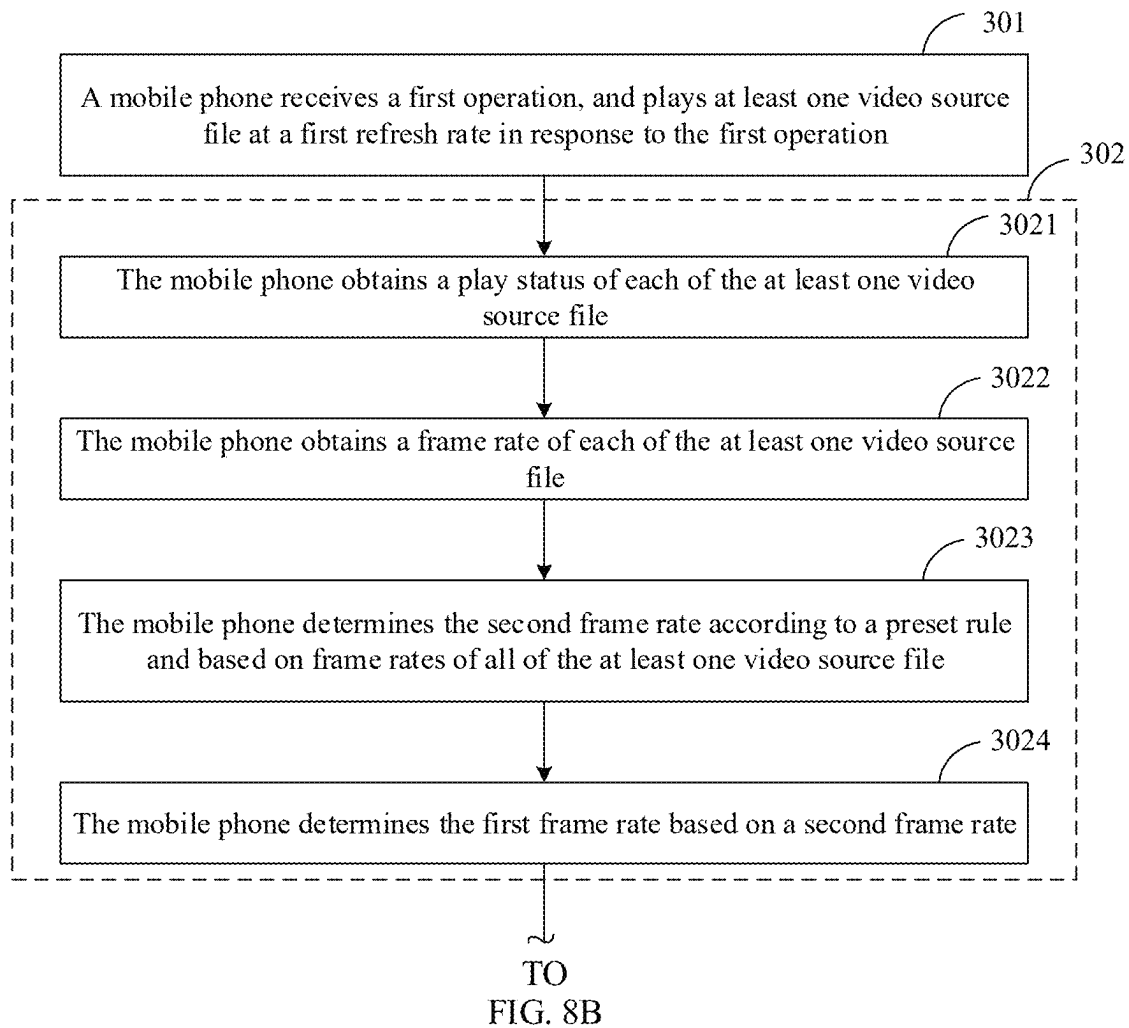 301
A mobile phone receives a first operation, and plays at least one video source
file at a first refresh rate in response to the first operation
302
3021
The mobile phone obtains a play status of each of the at least one video
source file
3022
The mobile phone obtains a frame rate of each of the at least one video source
file
3023
The mobile phone determines the second frame rate according to a preset rule
and based on frame rates of all of the at least one video source file
3024
The mobile phone determines the first frame rate based on a second frame rate
TO
FIG. 8B